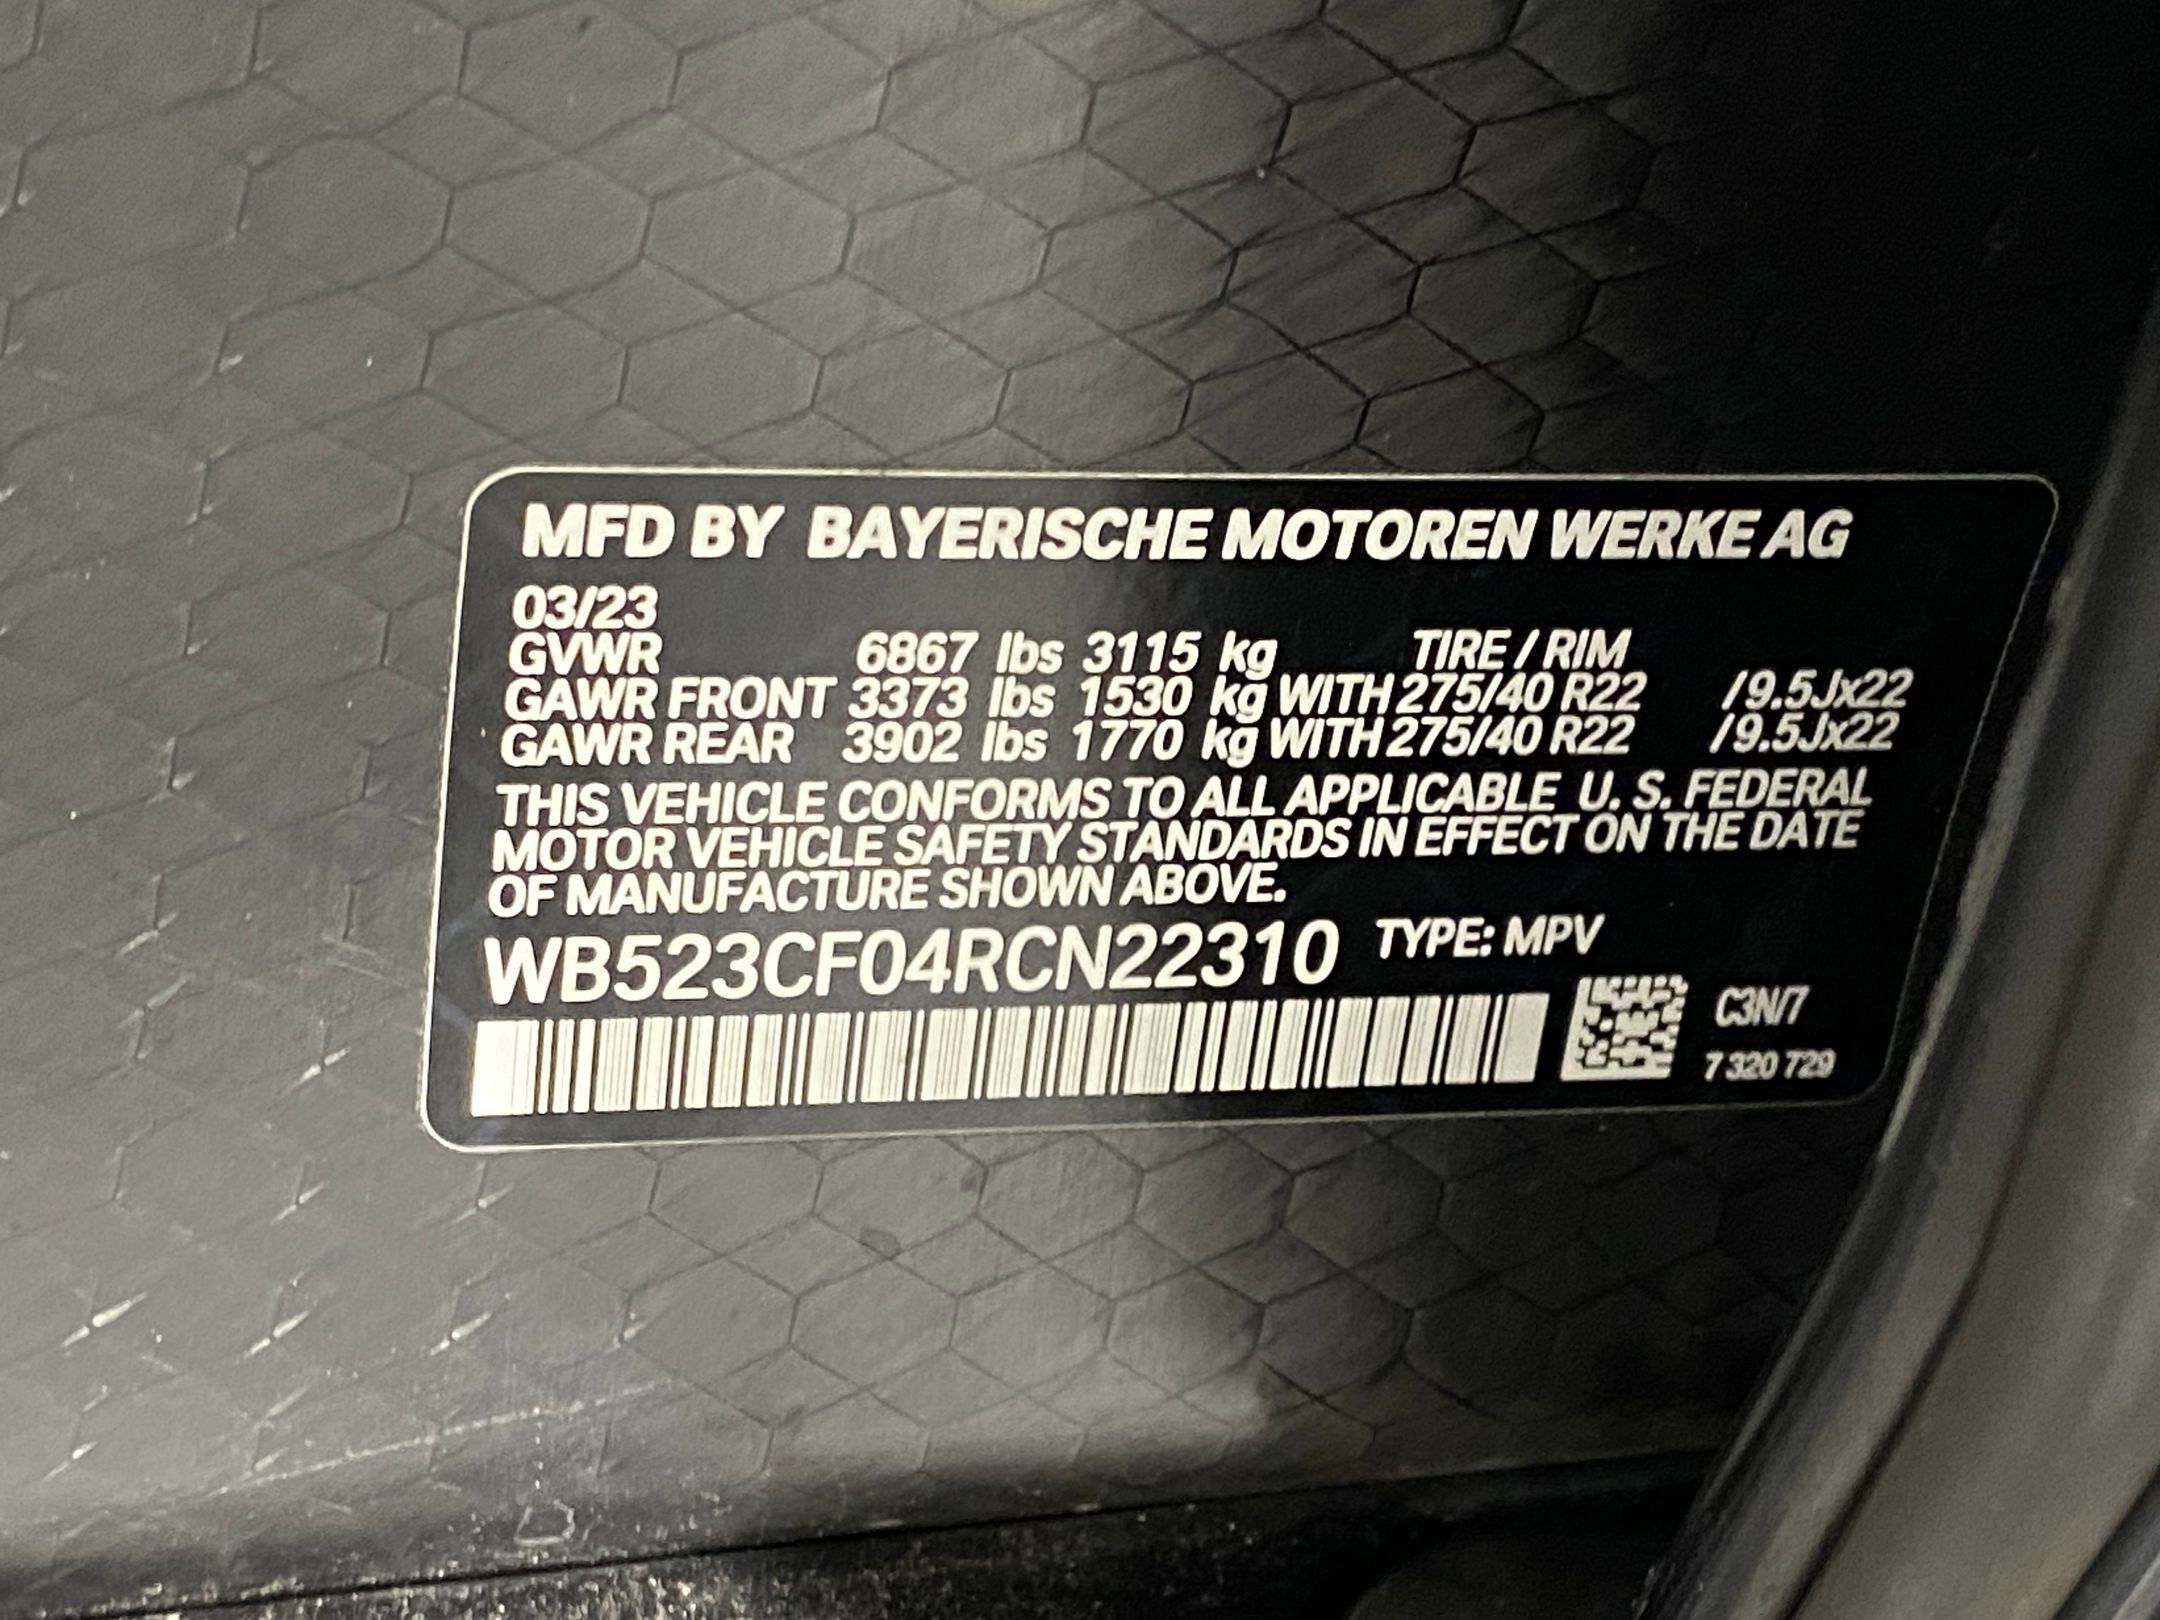 MFD BY BAYERISCHE MOTOREN WERKE AG
03/23
GVWR 6867 lbs 3115 kg TIRE / RIM
GAWR FRONT 3373 lbs 1530 kg WITH 275/40 R22 /9.5Jx22
GAWR REAR 3902 lbs 1770 kg WITH 275/40 R22 /9.5Jx22
THIS VEHICLE CONFORMS TO ALL APPLICABLE U. S. FEDERAL
MOTOR VEHICLE SAFETY STANDARDS IN EFFECT ON THE DATE
OF MANUFACTURE SHOWN ABOVE.
WB523CF04RCN22310 TYPE: MPV
C3N/7
7 320 729